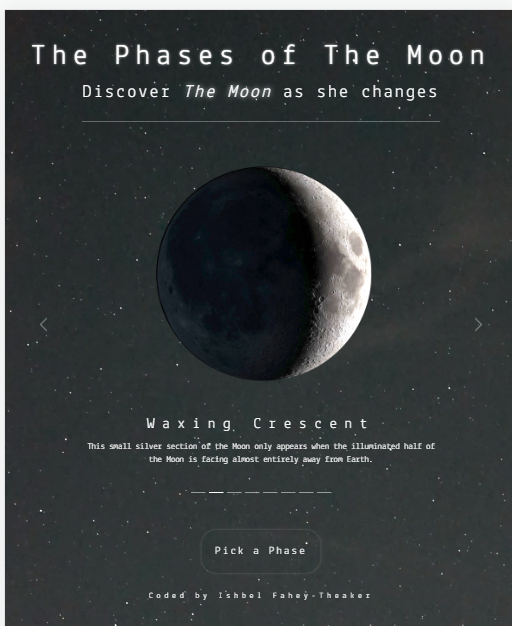 The Phases of The Moon
Discover The Moon as she changes
Waxing Crescent
This small silver section of the Moon only appears when the illuminated half of
the Moon is facing almost entirely away from Earth.
Pick a Phase
Coded by Ishbel Fahey-Theaker